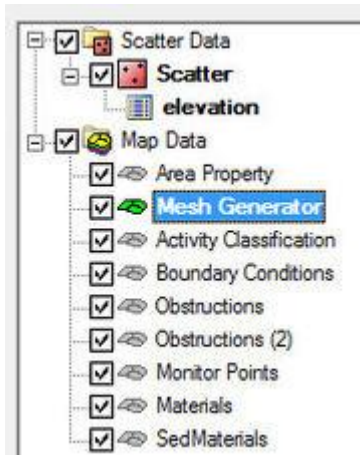 Scatter Data
Scatter
elevation
Map Data
Area Property
Mesh Generator
Activity Classification
Boundary Conditions
Obstructions
Obstructions (2)
Monitor Points
Materials
SedMaterials